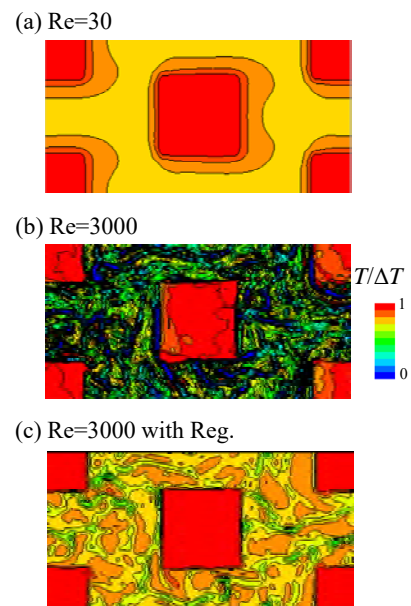 (a) Re=30
(b) Re=3000
T/ΔT
1
0
(c) Re=3000 with Reg.